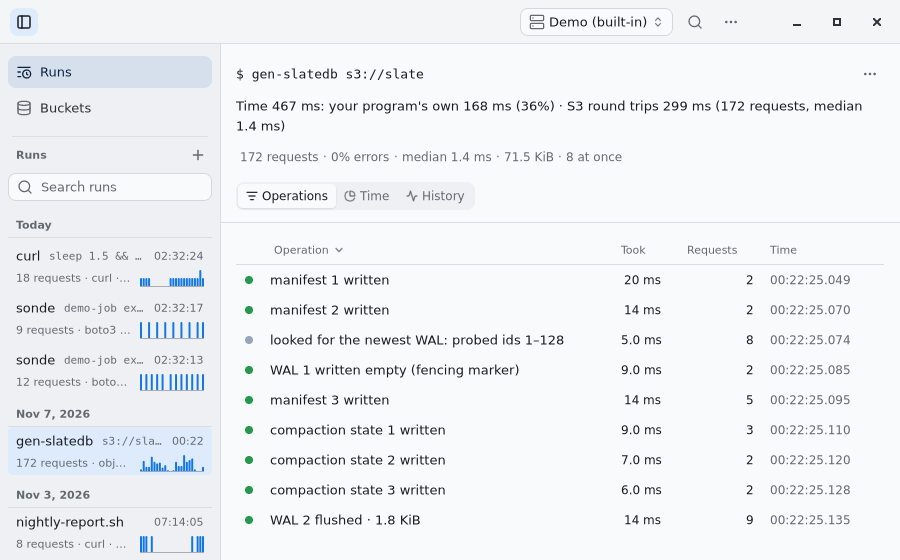 Demo (built-in)
Runs
Buckets
Runs
Search runs
Today
curl sleep 1.5 && … 02:32:24
18 requests · curl ·…
sonde demo-job ex… 02:32:17
9 requests · boto3 …
sonde demo-job ex… 02:32:13
12 requests · boto…
Nov 7, 2026
gen-slatedb s3://sla… 00:22
172 requests · obj…
Nov 3, 2026
nightly-report.sh 07:14:05
8 requests · curl · …
$ gen-slatedb s3://slate
Time 467 ms: your program's own 168 ms (36%) · S3 round trips 299 ms (172 requests, median
1.4 ms)
172 requests · 0% errors · median 1.4 ms · 71.5 KiB · 8 at once
Operations Time History
Operation Took Requests Time
manifest 1 written 20 ms 2 00:22:25.049
manifest 2 written 14 ms 2 00:22:25.070
looked for the newest WAL: probed ids 1–128 5.0 ms 8 00:22:25.074
WAL 1 written empty (fencing marker) 9.0 ms 2 00:22:25.085
manifest 3 written 14 ms 5 00:22:25.095
compaction state 1 written 9.0 ms 3 00:22:25.110
compaction state 2 written 7.0 ms 2 00:22:25.120
compaction state 3 written 6.0 ms 2 00:22:25.128
WAL 2 flushed · 1.8 KiB 14 ms 9 00:22:25.135